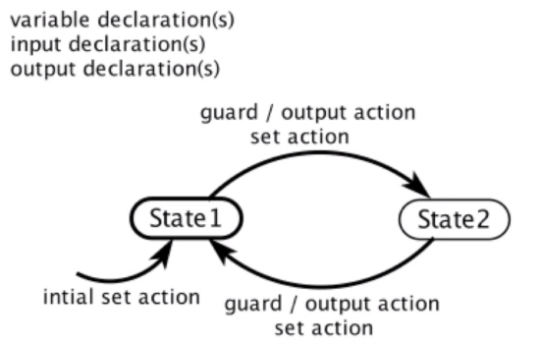 variable declaration(s)
input declaration(s)
output declaration(s)
guard / output action
set action
State1
State2
intial set action
guard / output action
set action